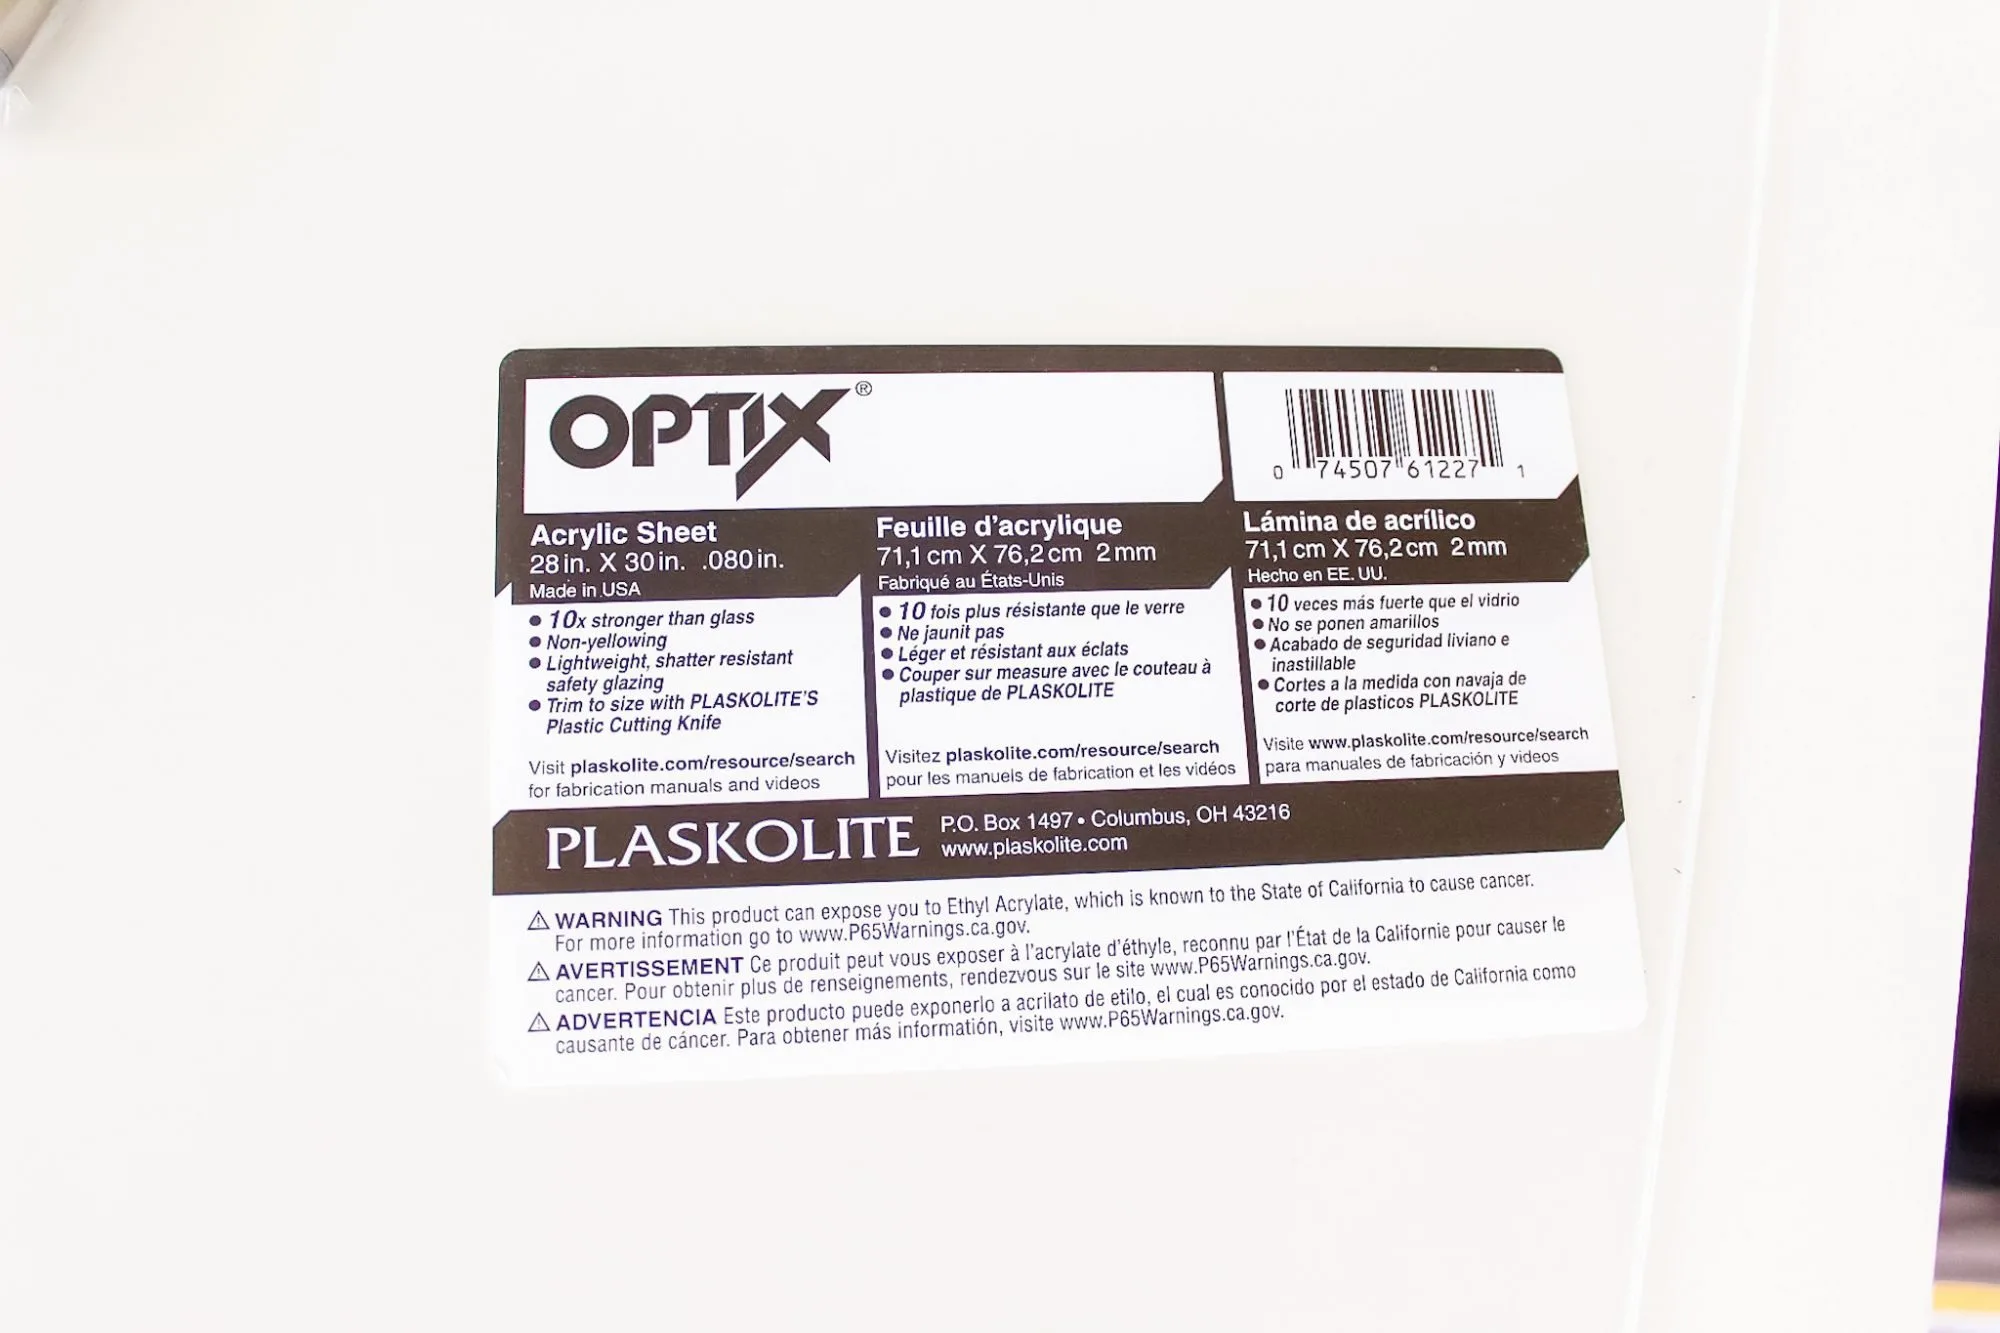 OPTIX®
0 74507 61227 1
Acrylic Sheet
28 in. X 30 in. .080 in.
Made in USA
• 10x stronger than glass
• Non-yellowing
• Lightweight, shatter resistant
safety glazing
• Trim to size with PLASKOLITE'S
Plastic Cutting Knife
Visit plaskolite.com/resource/search
for fabrication manuals and videos
Feuille d'acrylique
71,1 cm X 76,2 cm 2 mm
Fabriqué au États-Unis
• 10 fois plus résistante que le verre
• Ne jaunit pas
• Léger et résistant aux éclats
• Couper sur measure avec le couteau à
plastique de PLASKOLITE
Visitez plaskolite.com/resource/search
pour les manuels de fabrication et les vidéos
Lámina de acrílico
71,1 cm X 76,2 cm 2 mm
Hecho en EE. UU.
• 10 veces más fuerte que el vidrio
• No se ponen amarillos
• Acabado de seguridad liviano e
inastillable
• Cortes a la medida con navaja de
corte de plasticos PLASKOLITE
Visite www.plaskolite.com/resource/search
para manuales de fabricación y videos
PLASKOLITE
P.O. Box 1497 • Columbus, OH 43216
www.plaskolite.com
⚠ WARNING This product can expose you to Ethyl Acrylate, which is known to the State of California to cause cancer.
For more information go to www.P65Warnings.ca.gov.
⚠ AVERTISSEMENT Ce produit peut vous exposer à l'acrylate d'éthyle, reconnu par l'État de la Californie pour causer le
cancer. Pour obtenir plus de renseignements, rendezvous sur le site www.P65Warnings.ca.gov.
⚠ ADVERTENCIA Este producto puede exponerlo a acrilato de etilo, el cual es conocido por el estado de California como
causante de cáncer. Para obtener más informatión, visite www.P65Warnings.ca.gov.